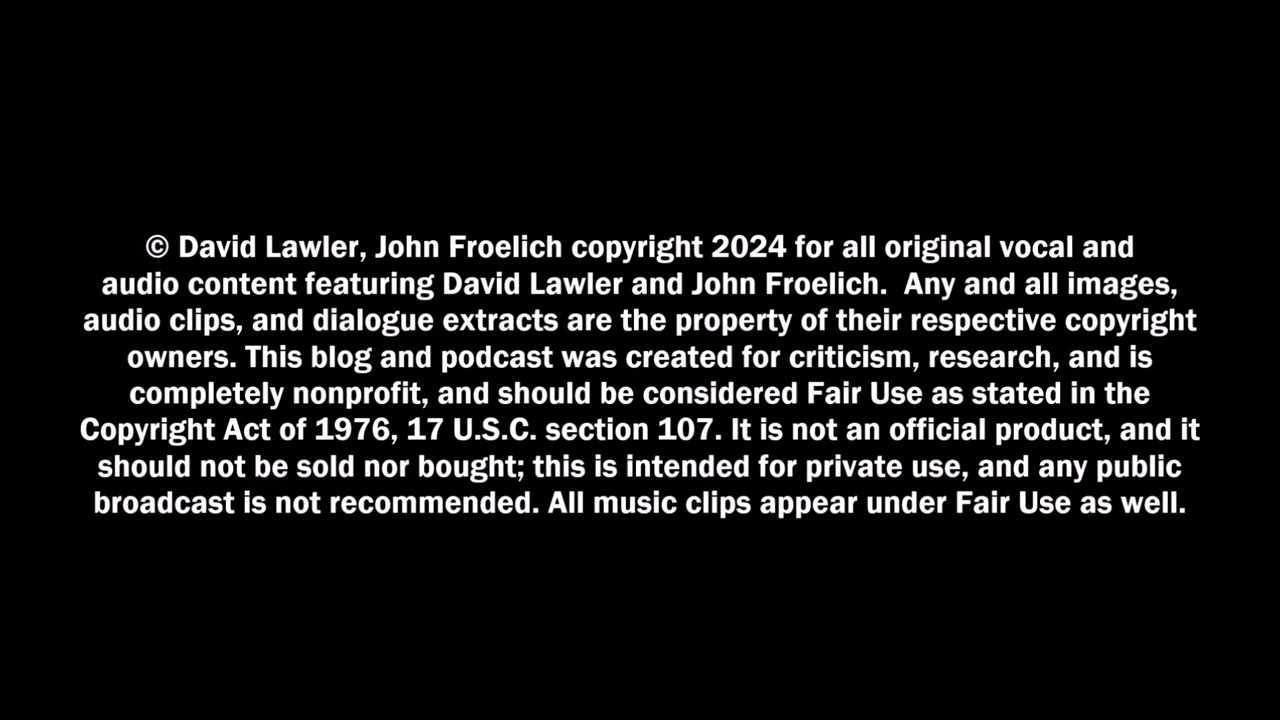 © David Lawler, John Froelich copyright 2024 for all original vocal and
audio content featuring David Lawler and John Froelich.  Any and all images,
audio clips, and dialogue extracts are the property of their respective copyright
owners. This blog and podcast was created for criticism, research, and is
completely nonprofit, and should be considered Fair Use as stated in the
Copyright Act of 1976, 17 U.S.C. section 107. It is not an official product, and it
should not be sold nor bought; this is intended for private use, and any public
broadcast is not recommended. All music clips appear under Fair Use as well.